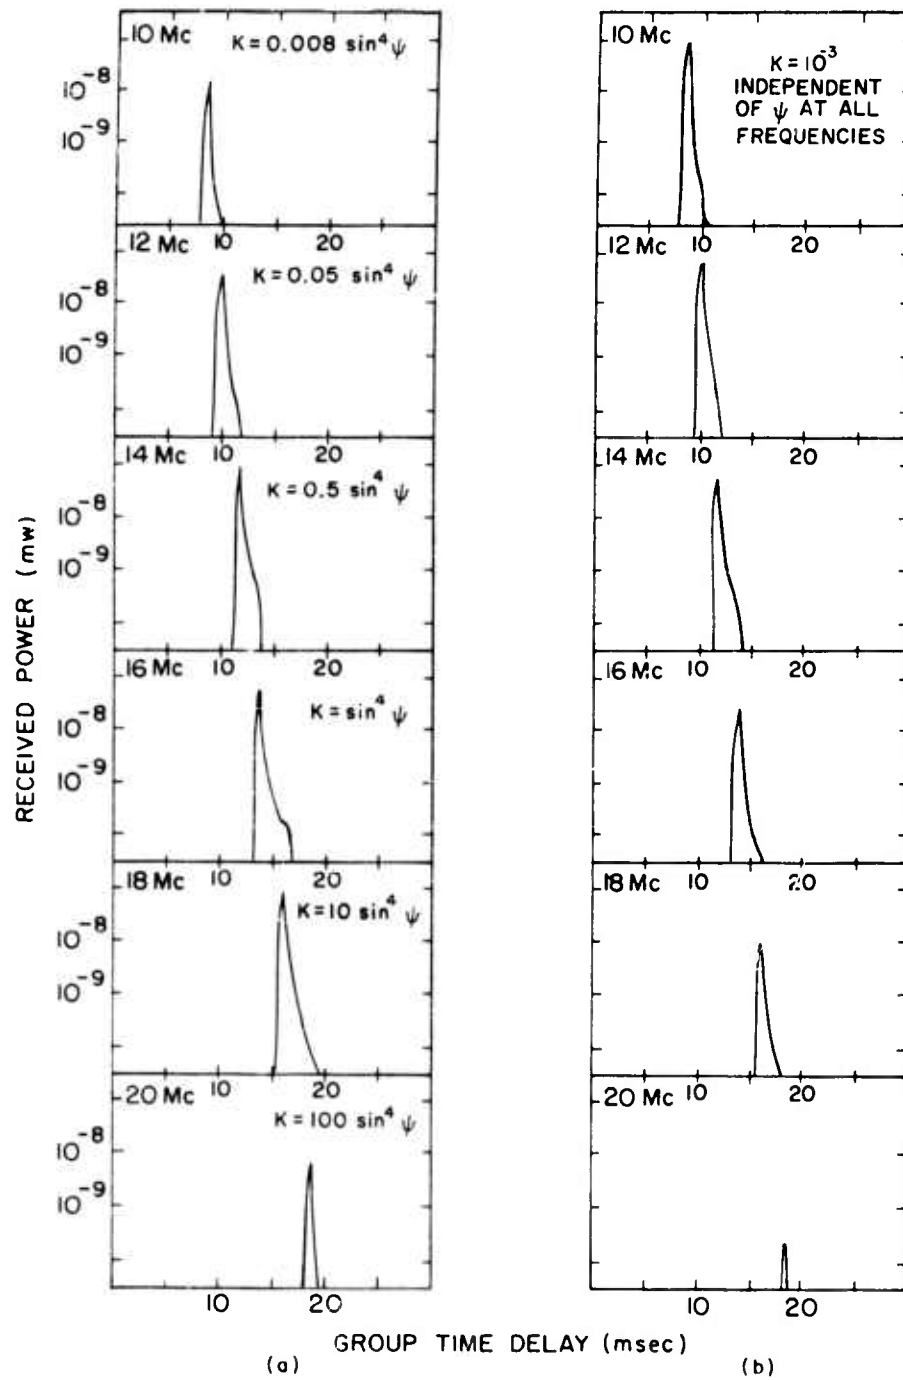 10 Mc
K = 0.008 sin⁴ ψ
10⁻⁸
10⁻⁹
10 20
12 Mc
K = 0.05 sin⁴ ψ
10⁻⁸
10⁻⁹
10 20
14 Mc
K = 0.5 sin⁴ ψ
10⁻⁸
10⁻⁹
10 20
16 Mc
K = sin⁴ ψ
10⁻⁸
10⁻⁹
10 20
18 Mc
K = 10 sin⁴ ψ
10⁻⁸
10⁻⁹
10 20
20 Mc
K = 100 sin⁴ ψ
10⁻⁸
10⁻⁹
10 20
RECEIVED POWER (mw)
10 Mc
K = 10⁻³
INDEPENDENT
OF ψ AT ALL
FREQUENCIES
10 20
12 Mc
10 20
14 Mc
10 20
16 Mc
10 20
18 Mc
10 20
20 Mc
10 20
GROUP TIME DELAY (msec)
(a)
(b)